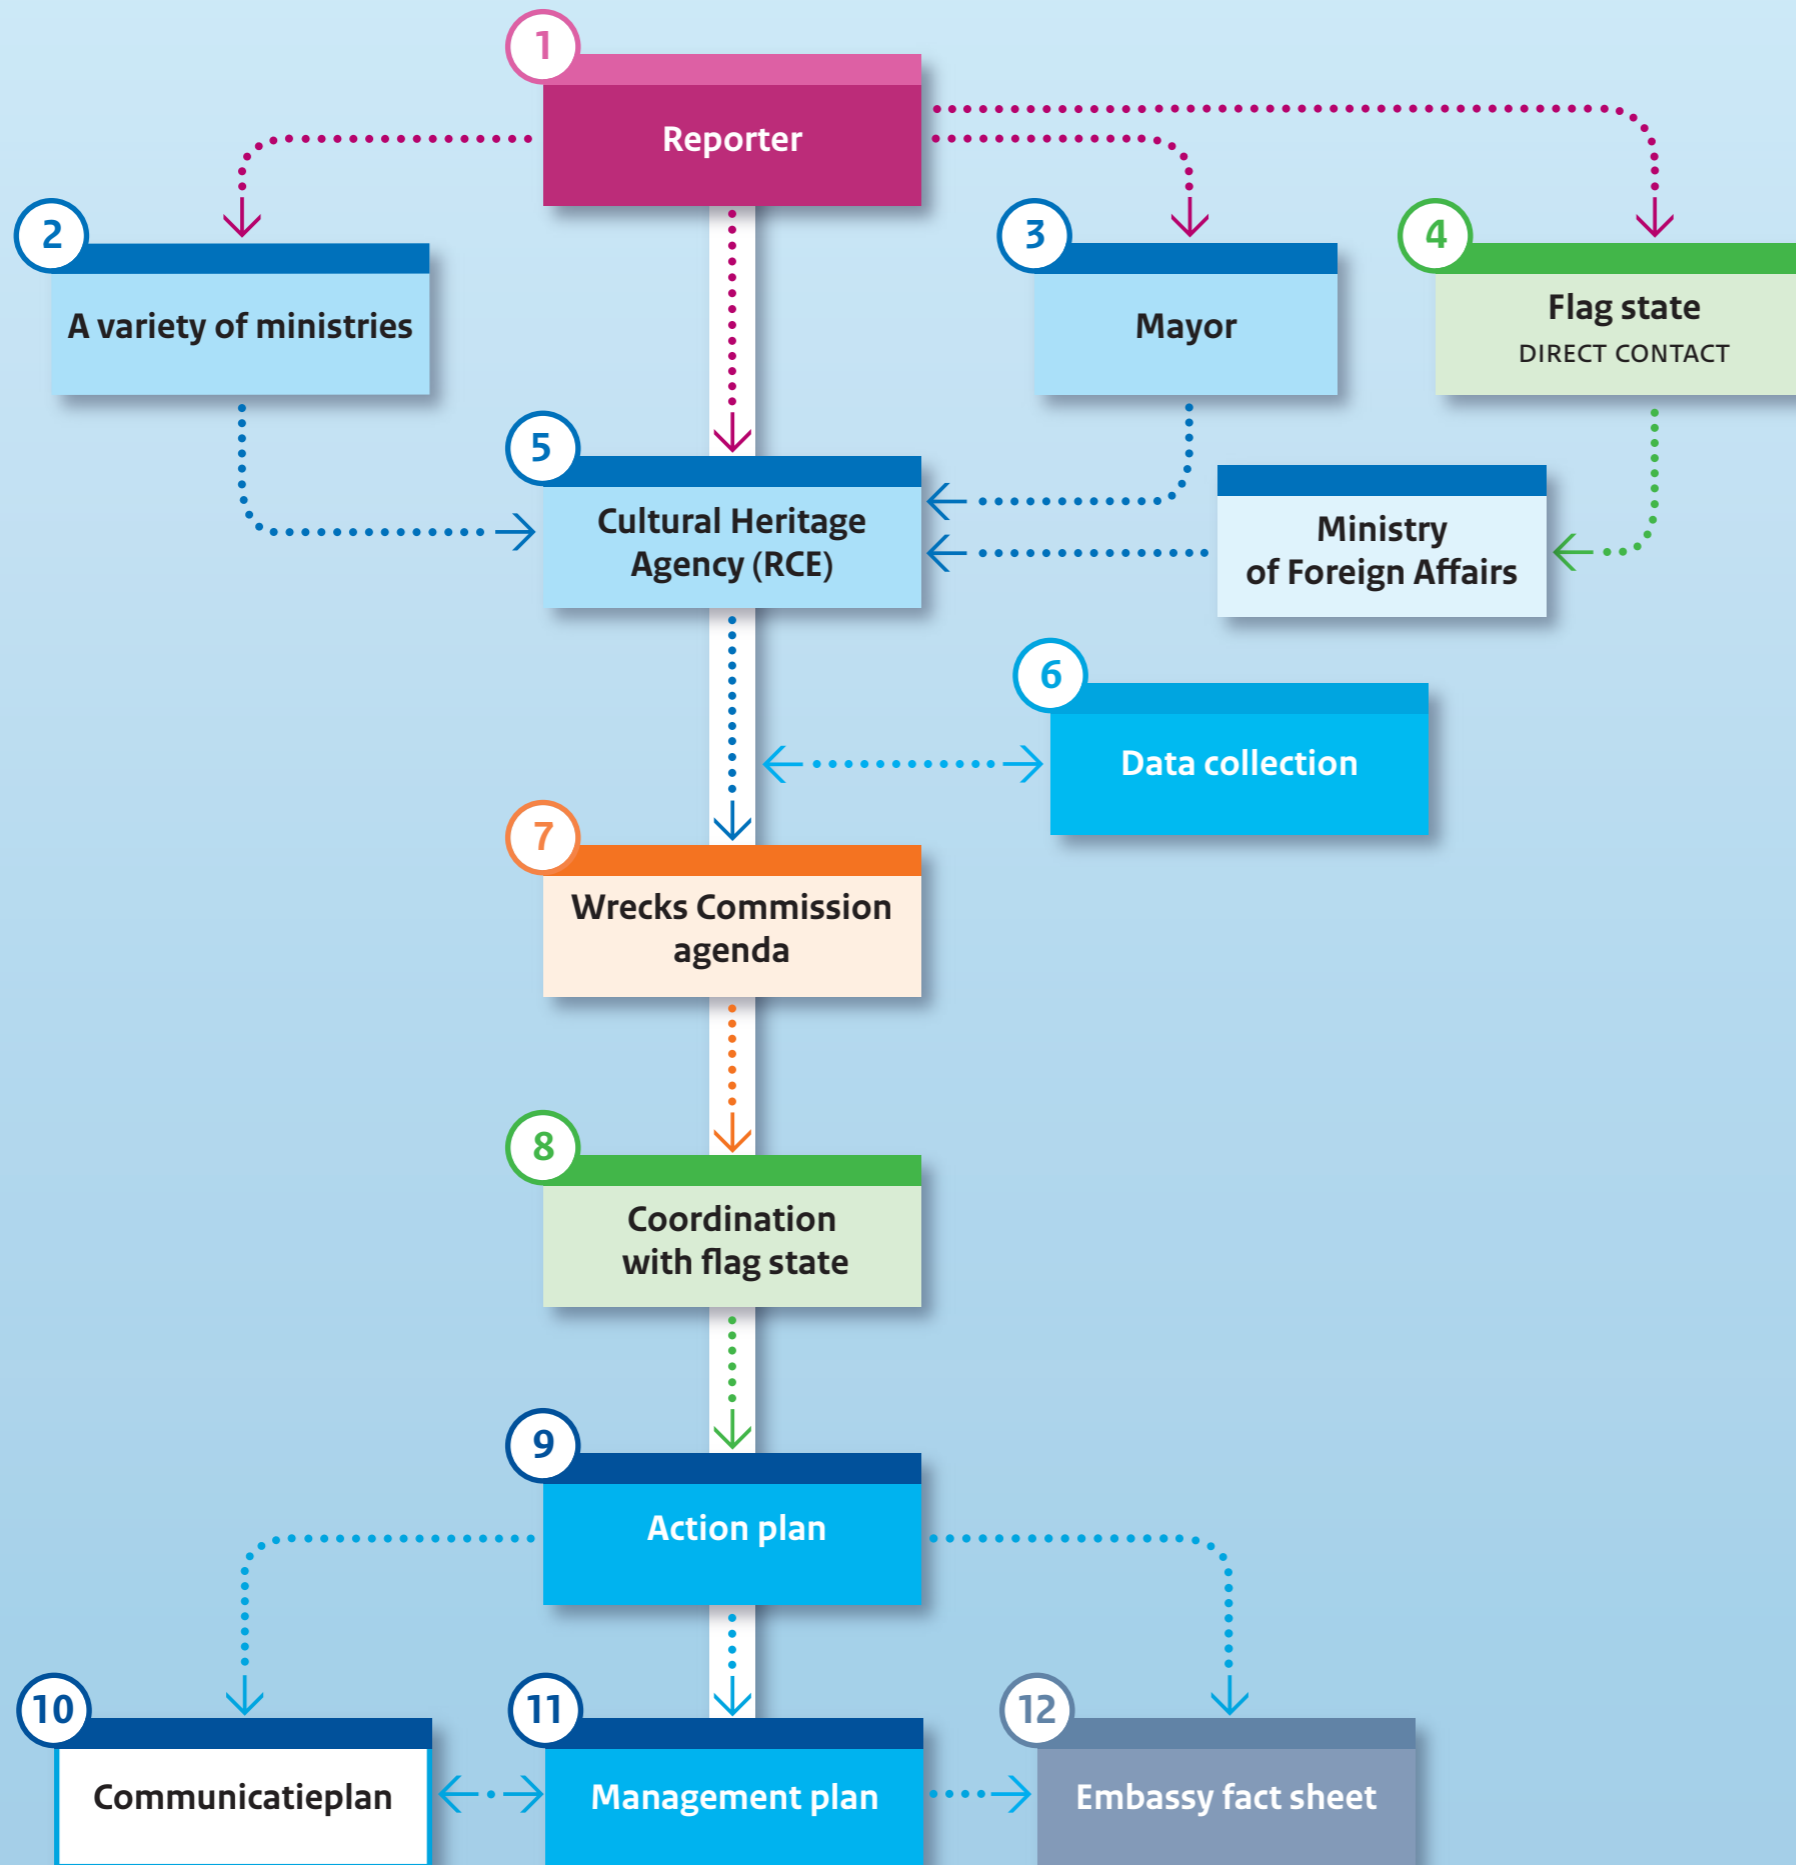 1
Reporter
2
A variety of ministries
3
Mayor
4
Flag state
DIRECT CONTACT
5
Cultural Heritage
Agency (RCE)
Ministry
of Foreign Affairs
6
Data collection
7
Wrecks Commission
agenda
8
Coordination
with flag state
9
Action plan
10
Communicatieplan
11
Management plan
12
Embassy fact sheet